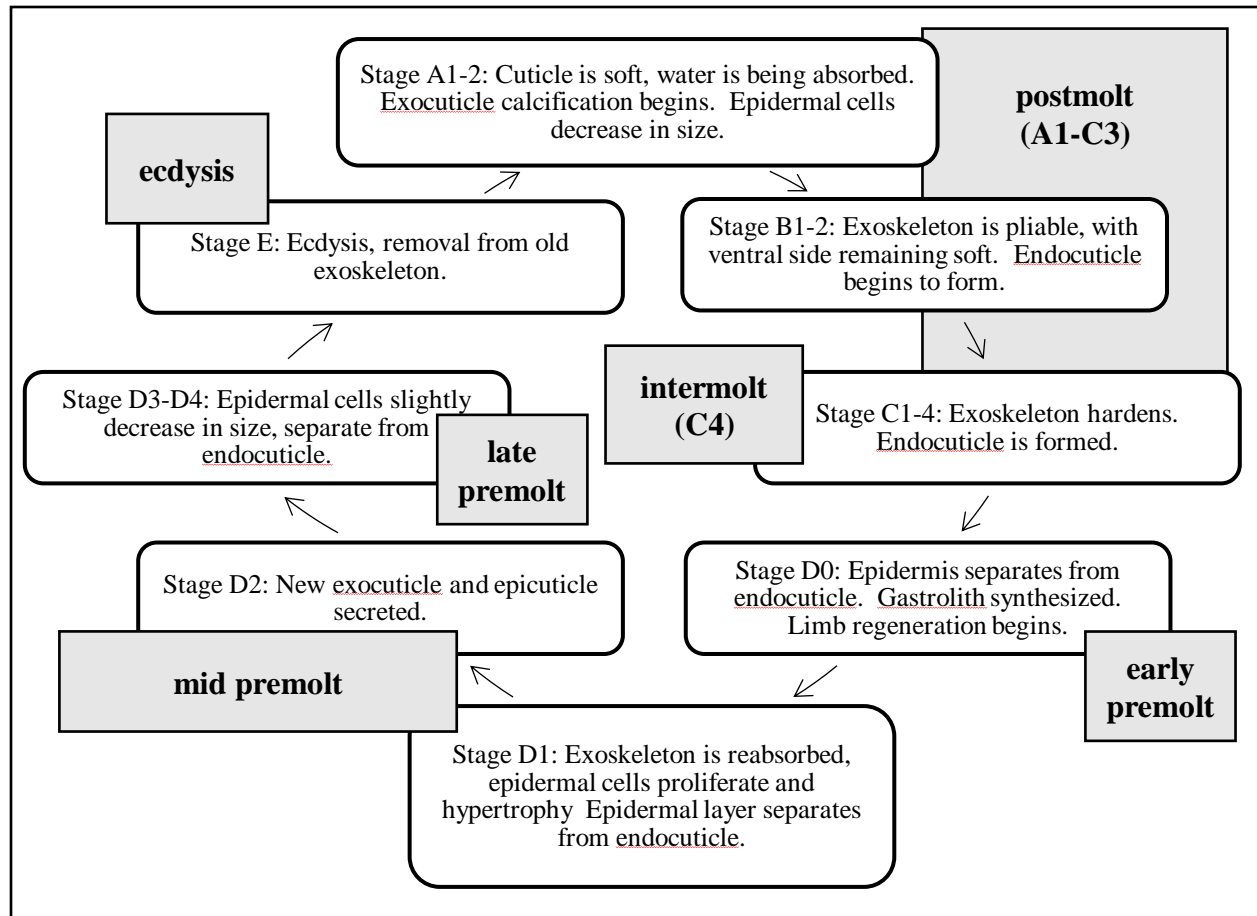 Stage A1-2: Cuticle is soft, water is being absorbed.
Exocuticle calcification begins.  Epidermal cells
decrease in size.
postmolt
(A1-C3)
ecdysis
Stage E: Ecdysis, removal from old
exoskeleton.
Stage B1-2: Exoskeleton is pliable, with
ventral side remaining soft.  Endocuticle
begins to form.
Stage D3-D4: Epidermal cells slightly
decrease in size, separate from
endocuticle.
late
premolt
intermolt
(C4)
Stage C1-4: Exoskeleton hardens.
Endocuticle is formed.
Stage D2: New exocuticle and epicuticle
secreted.
mid premolt
Stage D0: Epidermis separates from
endocuticle.  Gastrolith synthesized.
Limb regeneration begins.
early
premolt
Stage D1: Exoskeleton is reabsorbed,
epidermal cells proliferate and
hypertrophy  Epidermal layer separates
from endocuticle.